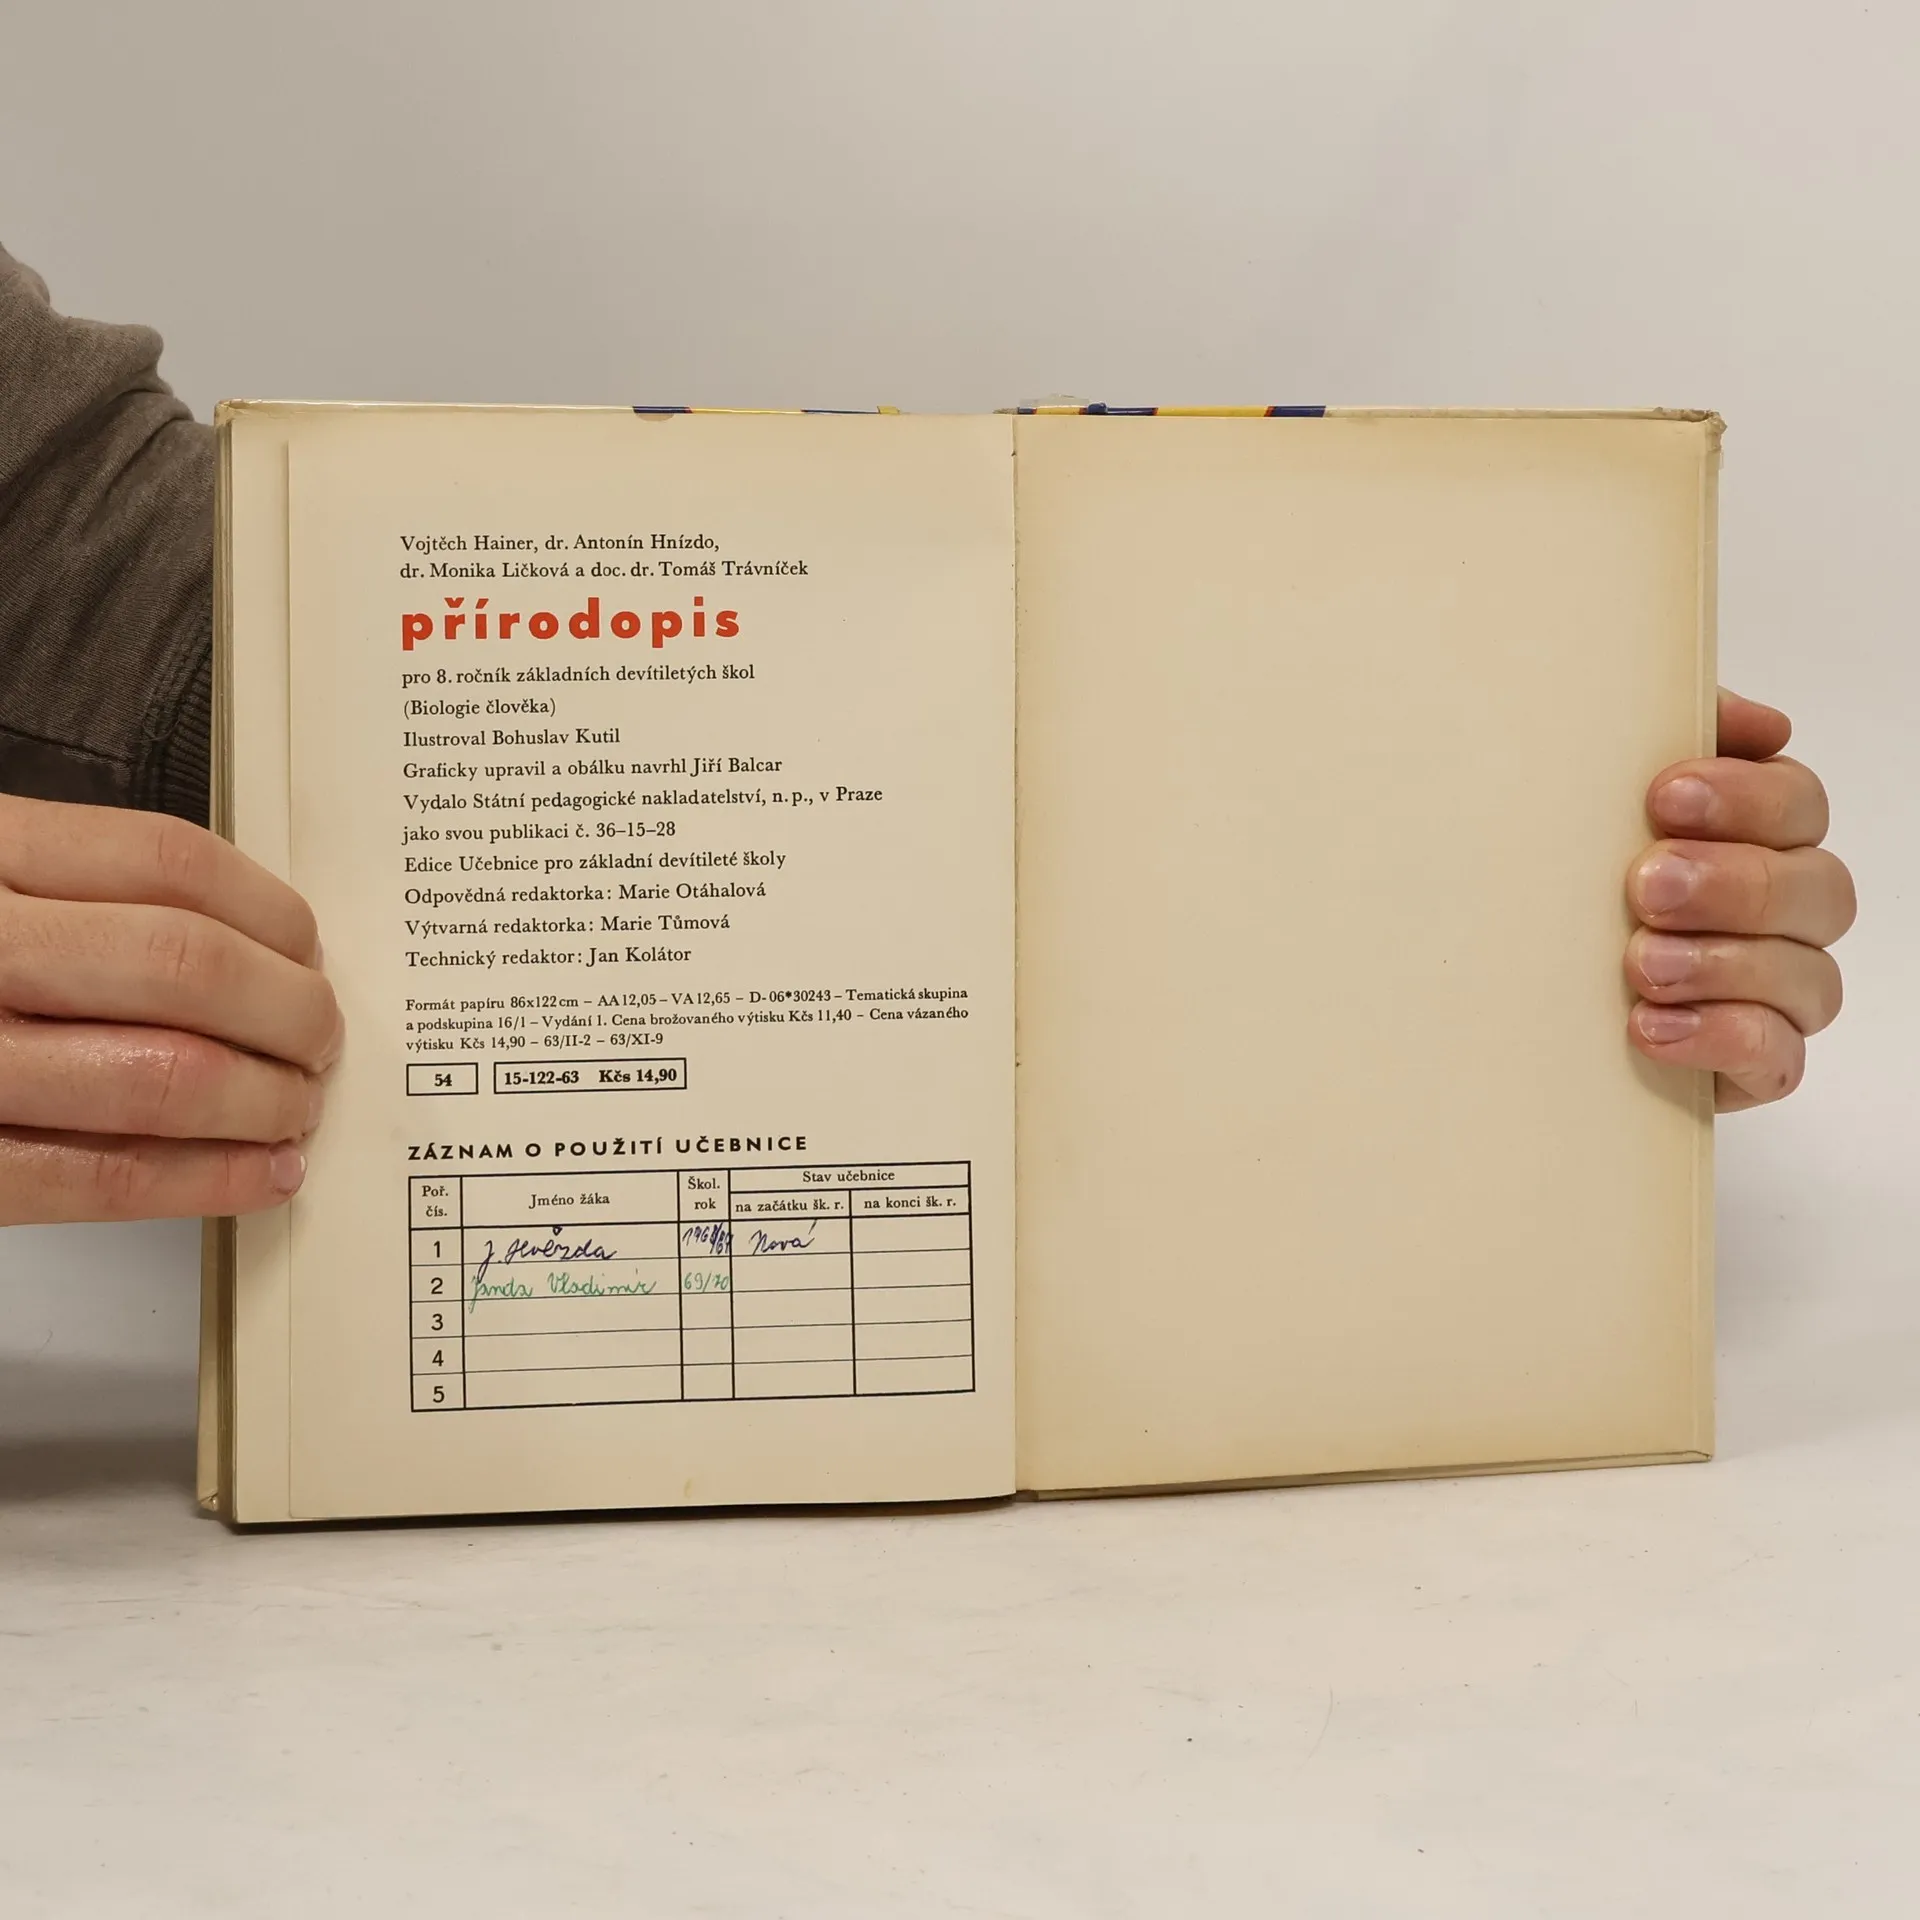 Vojtěch Hainer, dr. Antonín Hnízdo,
dr. Monika Ličková a doc. dr. Tomáš Trávníček
přírodopis
pro 8. ročník základních devítiletých škol
(Biologie člověka)
Ilustroval Bohuslav Kutil
Graficky upravil a obálku navrhl Jiří Balcar
Vydalo Státní pedagogické nakladatelství, n. p., v Praze
jako svou publikaci č. 36–15–28
Edice Učebnice pro základní devítileté školy
Odpovědná redaktorka: Marie Otáhalová
Výtvarná redaktorka: Marie Tůmová
Technický redaktor: Jan Kolátor
Formát papíru 86x122 cm – AA 12,05 – VA 12,65 – D-06*30243 – Tematická skupina
a podskupina 16/1 – Vydání 1. Cena brožovaného výtisku Kčs 11,40 – Cena vázaného
výtisku Kčs 14,90 – 63/II-2 – 63/XI-9
54 15-122-63 Kčs 14,90
ZÁZNAM O POUŽITÍ UČEBNICE
Poř. čís. Jméno žáka Škol. rok Stav učebnice
na začátku šk. r. na konci šk. r.
1 J. Hvězda Nová
2 Janda Vladimír 69/70
3
4
5